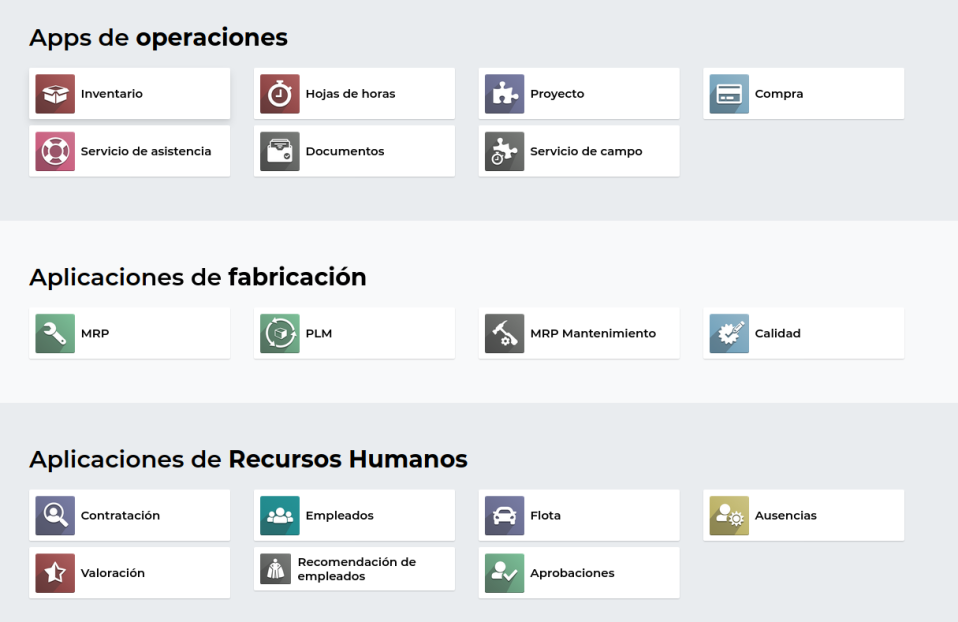 Apps de operaciones
Inventario
Hojas de horas
Proyecto
Compra
Servicio de asistencia
Documentos
Servicio de campo
Aplicaciones de fabricación
MRP
PLM
MRP Mantenimiento
Calidad
Aplicaciones de Recursos Humanos
Contratación
Empleados
Flota
Ausencias
Valoración
Recomendación de
empleados
Aprobaciones